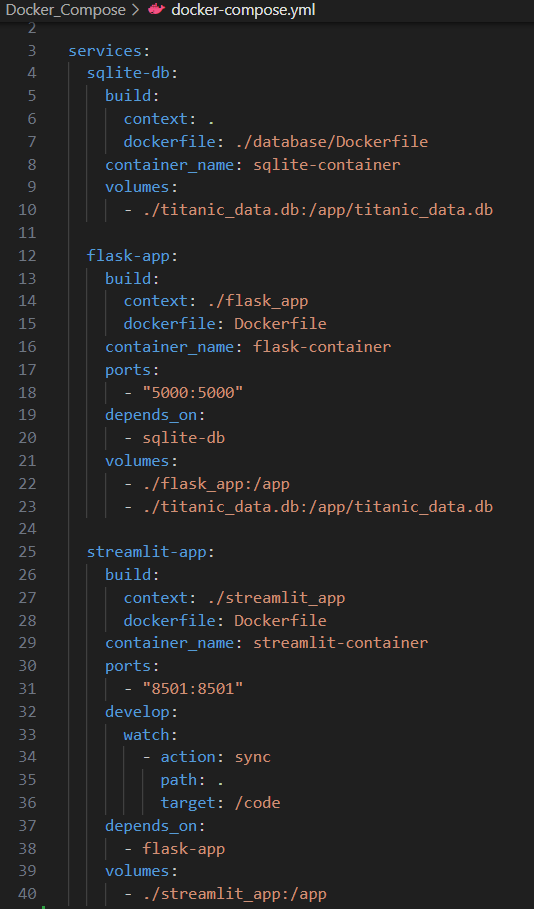 Docker_Compose > docker-compose.yml
2
3 services:
4   sqlite-db:
5     build:
6       context: .
7       dockerfile: ./database/Dockerfile
8     container_name: sqlite-container
9     volumes:
10       - ./titanic_data.db:/app/titanic_data.db
11
12   flask-app:
13     build:
14       context: ./flask_app
15       dockerfile: Dockerfile
16     container_name: flask-container
17     ports:
18       - "5000:5000"
19     depends_on:
20       - sqlite-db
21     volumes:
22       - ./flask_app:/app
23       - ./titanic_data.db:/app/titanic_data.db
24
25   streamlit-app:
26     build:
27       context: ./streamlit_app
28       dockerfile: Dockerfile
29     container_name: streamlit-container
30     ports:
31       - "8501:8501"
32     develop:
33       watch:
34         - action: sync
35           path: .
36           target: /code
37     depends_on:
38       - flask-app
39     volumes:
40       - ./streamlit_app:/app